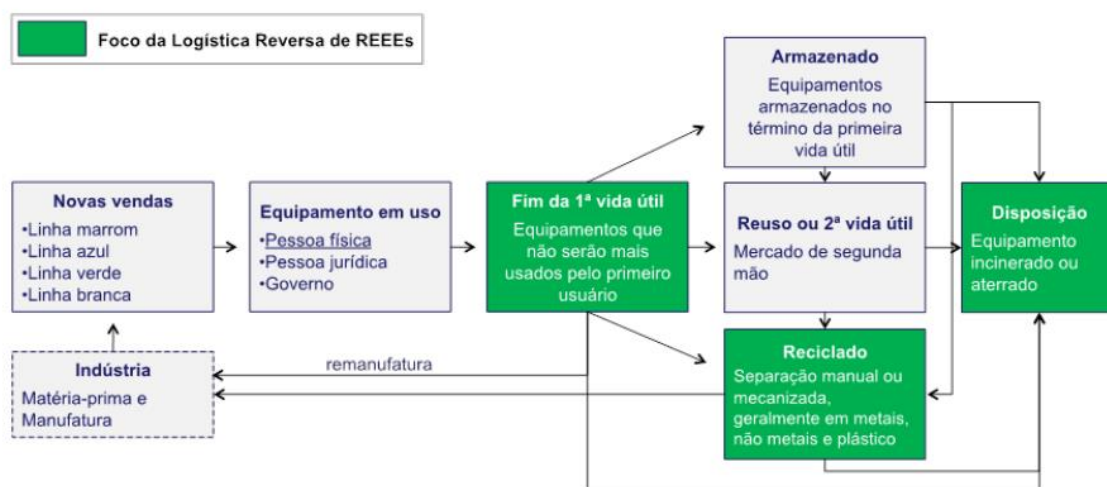 Foco da Logística Reversa de REEEs
Armazenado
Equipamentos
armazenados no
término da primeira
vida útil
Novas vendas
•Linha marrom
•Linha azul
•Linha verde
•Linha branca
Equipamento em uso
•Pessoa física
•Pessoa jurídica
•Governo
Fim da 1ª vida útil
Equipamentos que
não serão mais
usados pelo primeiro
usuário
Reuso ou 2ª vida útil
Mercado de segunda
mão
Disposição
Equipamento
incinerado ou
aterrado
Indústria
Matéria-prima e
Manufatura
remanufatura
Reciclado
Separação manual ou
mecanizada,
geralmente em metais,
não metais e plástico